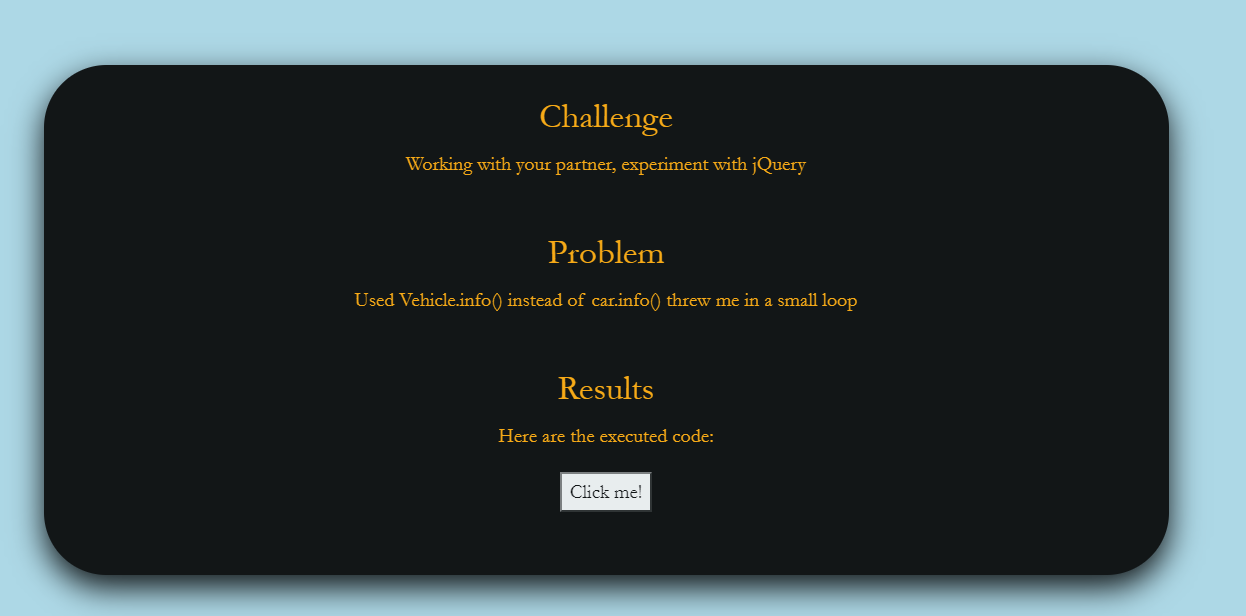 Challenge
Working with your partner, experiment with jQuery
Problem
Used Vehicle.info() instead of car.info() threw me in a small loop
Results
Here are the executed code:
Click me!